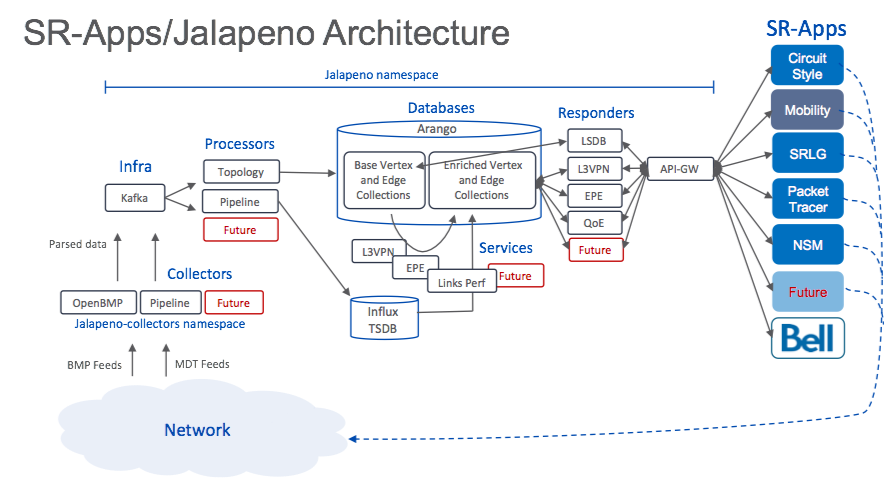 SR-Apps/Jalapeno Architecture
SR-Apps
Jalapeno namespace
Circuit
Style
Mobility
SRLG
Packet
Tracer
NSM
Future
Bell
Databases
Arango
Base Vertex
and Edge
Collections
Enriched Vertex
and Edge
Collections
Responders
LSDB
L3VPN
EPE
QoE
Future
API-GW
Processors
Topology
Pipeline
Future
Infra
Kafka
Parsed data
Services
L3VPN
EPE
Links Perf
Future
Influx
TSDB
Collectors
OpenBMP
Pipeline
Future
Jalapeno-collectors namespace
BMP Feeds
MDT Feeds
Network